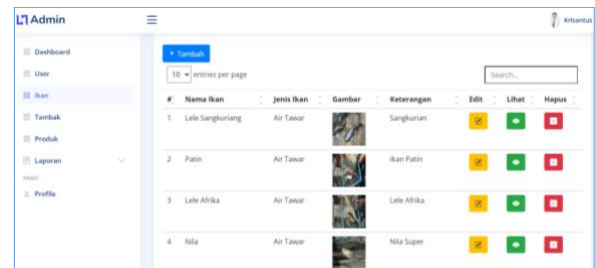 Admin
Krisantus
Dashboard
User
Ikan
Tambak
Produk
Laporan
PAGES
Profile
+ Tambah
10 entries per page
Search...
# Nama Ikan Jenis Ikan Gambar Keterangan Edit Lihat Hapus
1 Lele Sangkuriang Air Tawar Sangkurian
2 Patin Air Tawar Ikan Patin
3 Lele Afrika Air Tawar Lele Afrika
4 Nila Air Tawar Nila Super